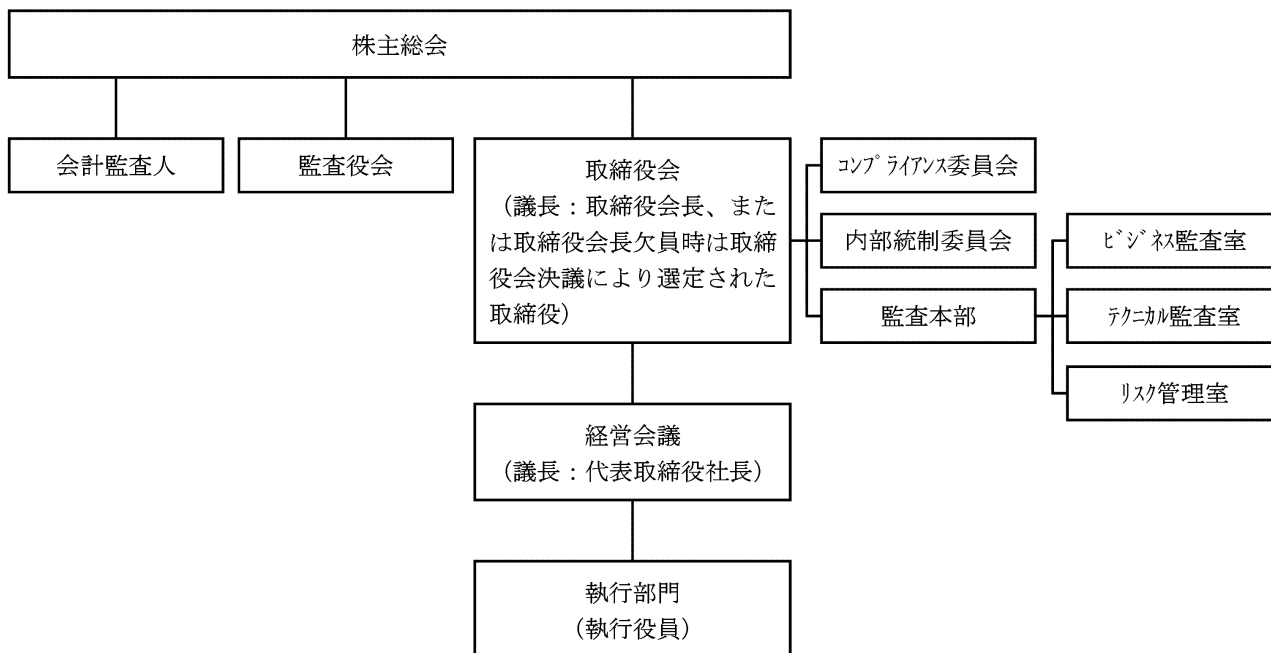 株主総会
会計監査人
監査役会
取締役会
（議長：取締役会長、また
は取締役会長欠員時は取締
役会決議により選定された
取締役）
ｺﾝﾌﾟﾗｲｱﾝｽ委員会
内部統制委員会
監査本部
ﾋﾞｼﾞﾈｽ監査室
ﾃｸﾆｶﾙ監査室
ﾘｽｸ管理室
経営会議
（議長：代表取締役社長）
執行部門
（執行役員）